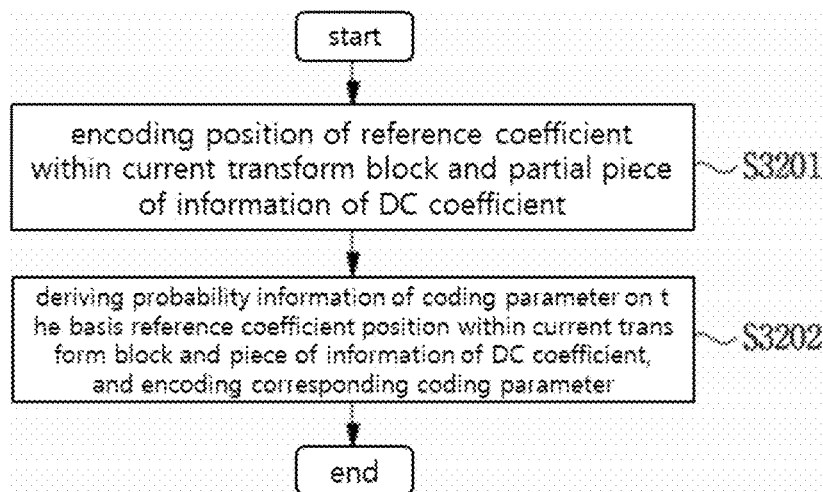 start
encoding position of reference coefficient
within current transform block and partial piece
of information of DC coefficient
S3201
deriving probability information of coding parameter on t
he basis reference coefficient position within current trans
form block and piece of information of DC coefficient,
and encoding corresponding coding parameter
S3202
end